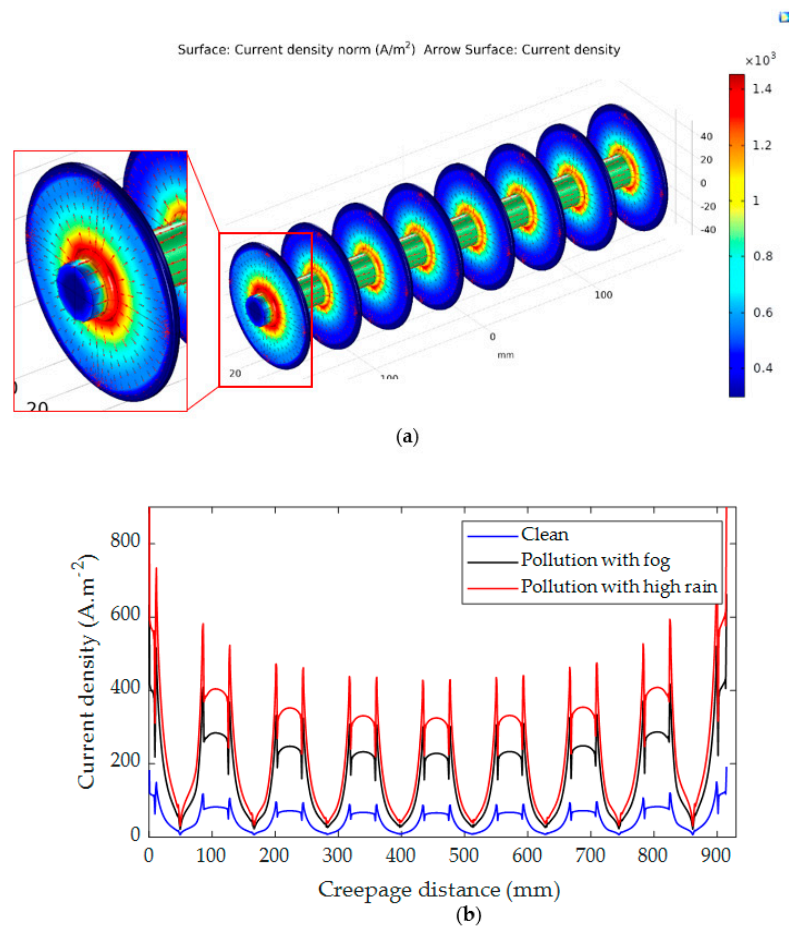 Surface: Current density norm (A/m²) Arrow Surface: Current density
×10³
1.4
1.2
1
0.8
0.6
0.4
40
20
0
-20
-40
100
0
mm
100
20
20
(a)
Clean
Pollution with fog
Pollution with high rain
Current density (A.m⁻²)
800
600
400
200
0
0 100 200 300 400 500 600 700 800 900
Creepage distance (mm)
(b)